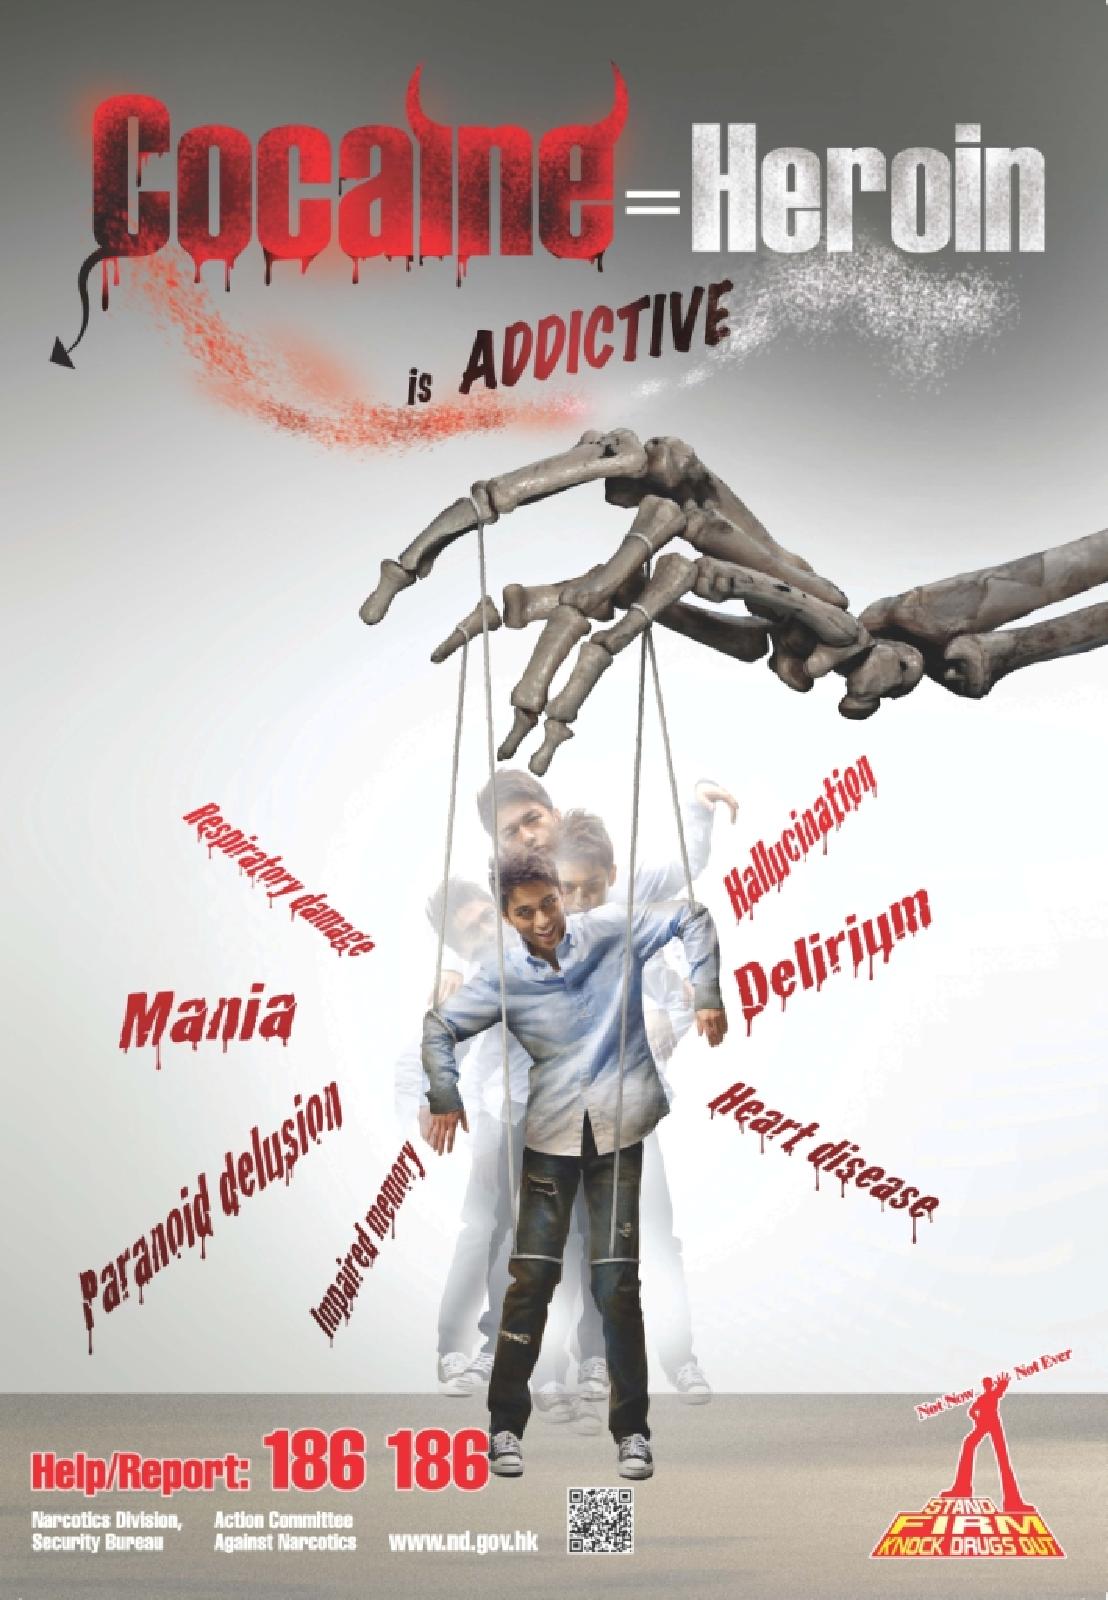 Cocaine = Heroin
is ADDICTIVE
Respiratory damage
Hallucination
Mania
Delirium
Paranoid delusion
Impaired memory
Heart disease
Not Now Not Ever
STAND
FIRM
KNOCK DRUGS OUT
Help/Report: 186 186
Narcotics Division,
Security Bureau
Action Committee
Against Narcotics
www.nd.gov.hk